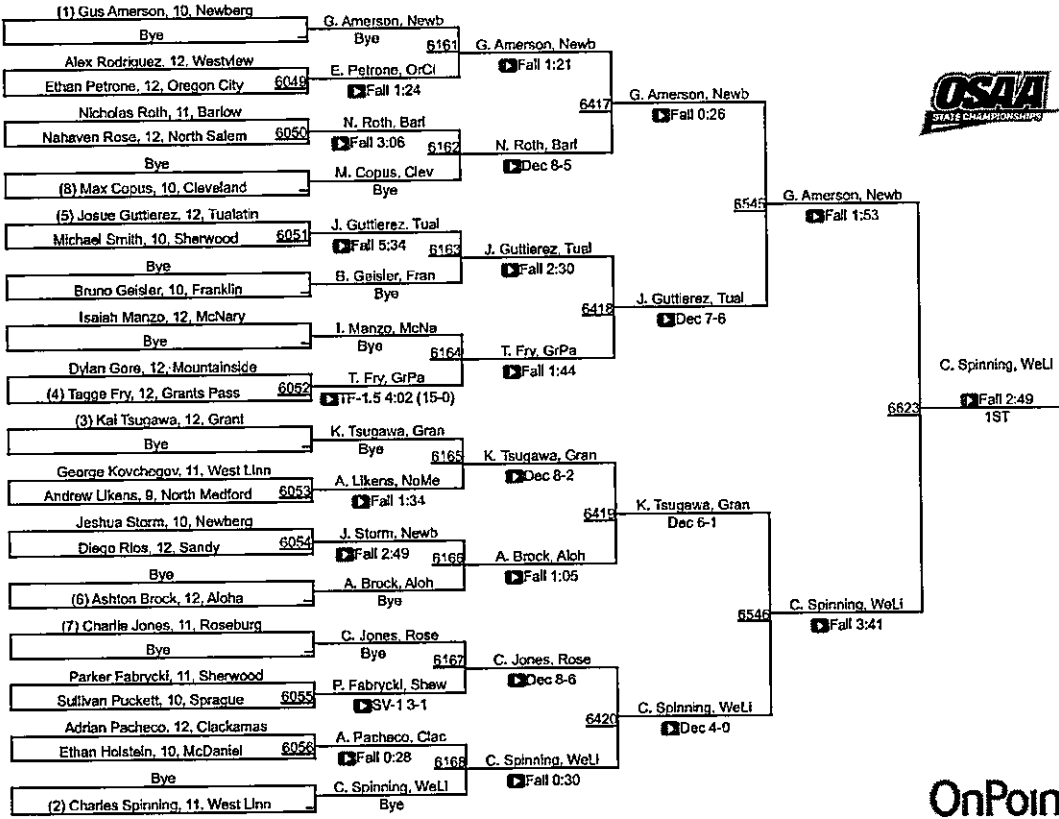 (1) Gus Amerson, 10, Newberg
Bye
Alex Rodriguez, 12, Westview
Ethan Petrone, 12, Oregon City 6049
Nicholas Roth, 11, Barlow
Nahaven Rose, 12, North Salem 6050
Bye
(8) Max Copus, 10, Cleveland
(5) Josue Guttierez, 12, Tualatin
Michael Smith, 10, Sherwood 6051
Bye
Bruno Geisler, 10, Franklin
Isaiah Manzo, 12, McNary
Bye
Dylan Gore, 12, Mountainside
(4) Tagge Fry, 12, Grants Pass 6052
(3) Kai Tsugawa, 12, Grant
Bye
George Kovchegov, 11, West Linn
Andrew Likens, 9, North Medford 6053
Jeshua Storm, 10, Newberg
Diego Rios, 12, Sandy 6054
Bye
(6) Ashton Brock, 12, Aloha
(7) Charlie Jones, 11, Roseburg
Bye
Parker Fabrycki, 11, Sherwood
Sullivan Puckett, 10, Sprague 6055
Adrian Pacheco, 12, Clackamas
Ethan Holstein, 10, McDaniel 6056
Bye
(2) Charles Spinning, 11, West Linn
G. Amerson, Newb
Bye
6161
E. Petrone, OrCi
Fall 1:24
N. Roth, Barl
Fall 3:06
6162
M. Copus, Clev
Bye
J. Guttierez, Tual
Fall 5:34
6163
B. Geisler, Fran
Bye
I. Manzo, McNa
Bye
6164
T. Fry, GrPa
TF-1.5 4:02 (15-0)
K. Tsugawa, Gran
Bye
6165
A. Likens, NoMe
Fall 1:34
J. Storm, Newb
Fall 2:49
6166
A. Brock, Aloh
Bye
C. Jones, Rose
Bye
6167
P. Fabrycki, Shew
SV-1 3-1
A. Pacheco, Clac
Fall 0:28
6168
C. Spinning, WeLi
Bye
G. Amerson, Newb
Fall 1:21
6417
N. Roth, Barl
Dec 8-5
J. Guttierez, Tual
Fall 2:30
6418
T. Fry, GrPa
Fall 1:44
K. Tsugawa, Gran
Dec 8-2
6419
A. Brock, Aloh
Fall 1:05
C. Jones, Rose
Dec 8-6
6420
C. Spinning, WeLi
Fall 0:30
G. Amerson, Newb
Fall 0:26
6545
J. Guttierez, Tual
Dec 7-6
K. Tsugawa, Gran
Dec 6-1
6546
C. Spinning, WeLi
Dec 4-0
G. Amerson, Newb
Fall 1:53
6623
C. Spinning, WeLi
Fall 3:41
C. Spinning, WeLi
Fall 2:49
1ST
OSAA
STATE CHAMPIONSHIPS
OnPoin